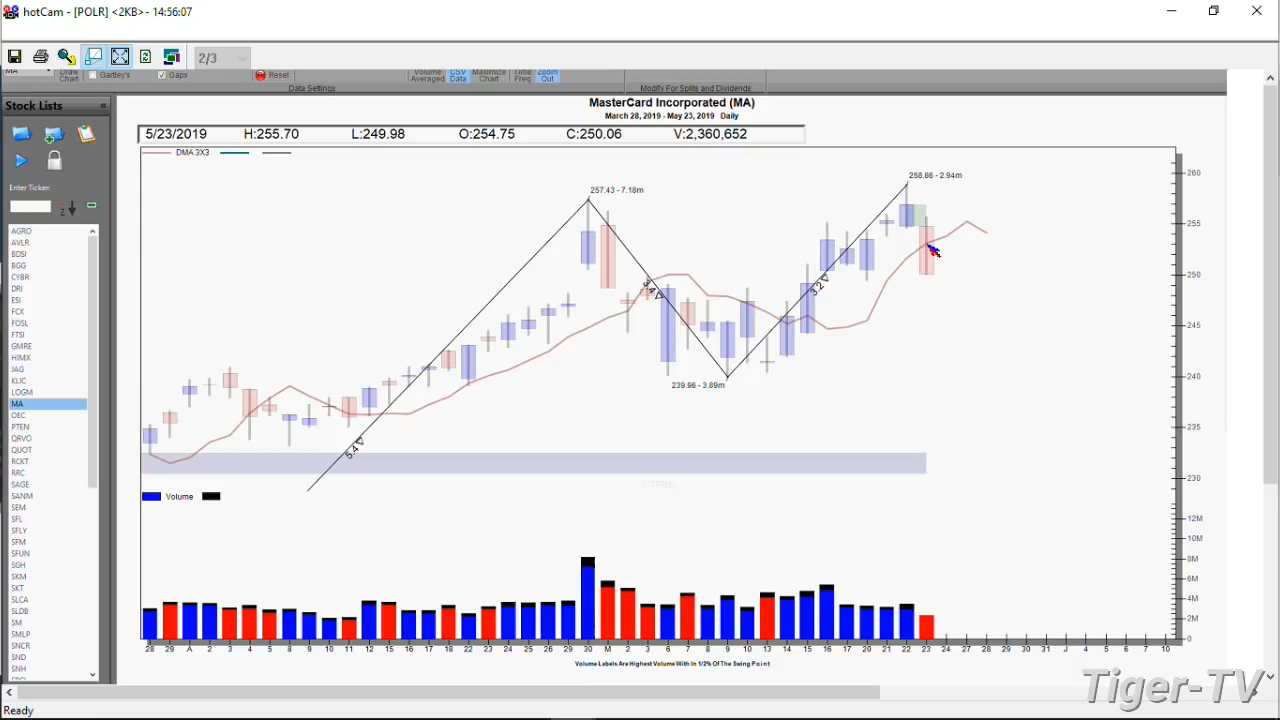 hotCam - [POLR] <2KB> - 14:56:07
2/3
MA
Draw Chart
Gartley's
Gaps
Reset
Volume Averaged
CSV Data
Maximize Chart
Time Freq
Zoom Out
Data Settings
Modify For Splits and Dividends
Stock Lists
MasterCard Incorporated (MA)
March 28, 2019 - May 23, 2019 Daily
5/23/2019 H:255.70 L:249.98 O:254.75 C:250.06 V:2,360,652
DMA 3X3
Enter Ticker:
AGRO
AVLR
BDSI
BGG
CYBR
DRI
ESI
FCX
FOSL
FTSI
GMRE
HIMX
JAG
KLIC
LOGM
MA
OEC
PTEN
QRVO
QUOT
RCKT
RRC
SAGE
SANM
SEM
SFL
SFLY
SFM
SFUN
SGH
SKM
SKT
SLCA
SLDB
SM
SMLP
SNCR
SND
SNH
257.43 - 7.18m
258.86 - 2.94m
239.96 - 3.89m
5.4
3.2
260
255
250
245
240
235
230
Volume
12M
10M
8M
6M
4M
2M
0
28 29 A 2 3 4 5 8 9 10 11 12 15 16 17 18 22 23 24 25 26 29 30 M 2 3 6 7 8 9 10 13 14 15 16 17 20 21 22 23 24 27 28 29 30 31 J 4 5 6 7 10
Volume Labels Are Highest Volume With In 1/2% Of The Swing Point
Tiger-TV
Ready